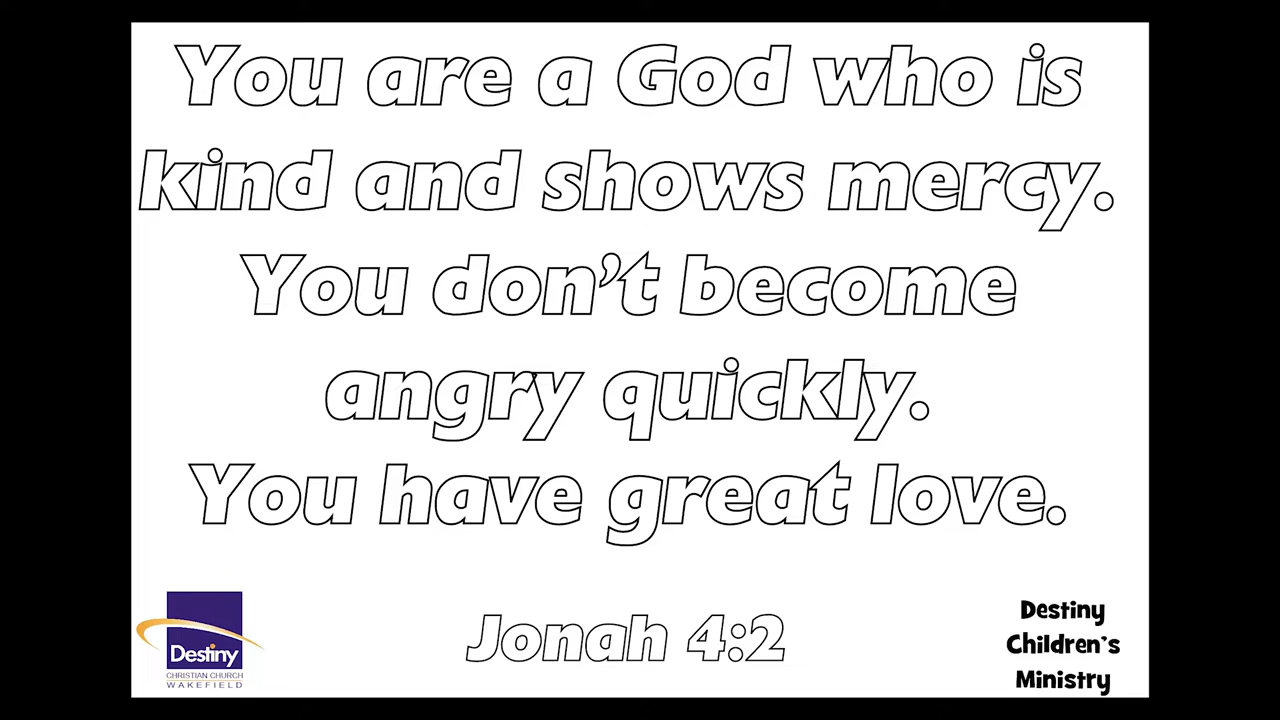 You are a God who is
kind and shows mercy.
You don't become
angry quickly.
You have great love.
Jonah 4:2
Destiny
CHRISTIAN CHURCH
WAKEFIELD
Destiny
Children's
Ministry